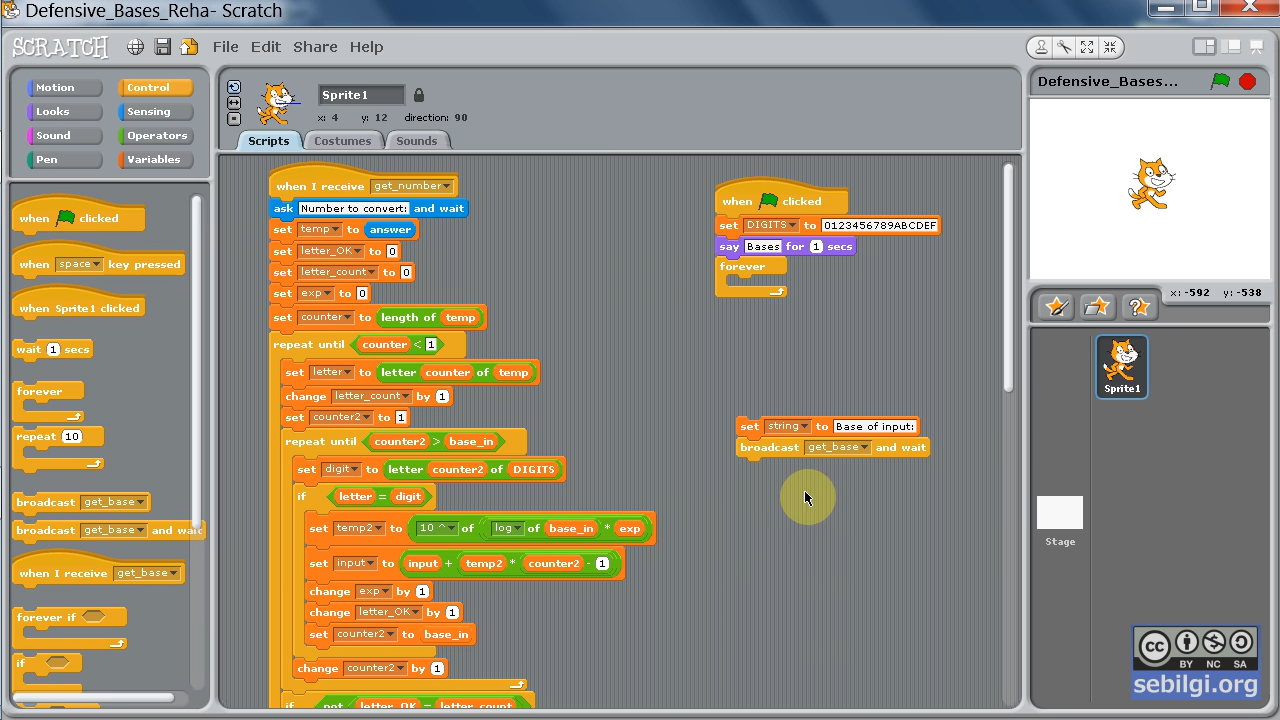 Defensive_Bases_Reha- Scratch
SCRATCH File Edit Share Help
Motion Control
Looks Sensing
Sound Operators
Pen Variables
when clicked
when space key pressed
when Sprite1 clicked
wait 1 secs
forever
repeat 10
broadcast get_base
broadcast get_base and wait
when I receive get_base
forever if
if
Sprite1
x: 4 y: 12 direction: 90
Scripts Costumes Sounds
when I receive get_number
ask Number to convert: and wait
set temp to answer
set letter_OK to 0
set letter_count to 0
set exp to 0
set counter to length of temp
repeat until counter < 1
set letter to letter counter of temp
change letter_count by 1
set counter2 to 1
repeat until counter2 > base_in
set digit to letter counter2 of DIGITS
if letter = digit
set temp2 to 10 ^ of log of base_in * exp
set input to input + temp2 * counter2 - 1
change exp by 1
change letter_OK by 1
set counter2 to base_in
change counter2 by 1
if not letter_OK = letter_count
when clicked
set DIGITS to 0123456789ABCDEF
say Bases for 1 secs
forever
set string to Base of input:
broadcast get_base and wait
Defensive_Bases...
x: -592 y: -538
Sprite1
Stage
cc BY NC SA
sebilgi.org